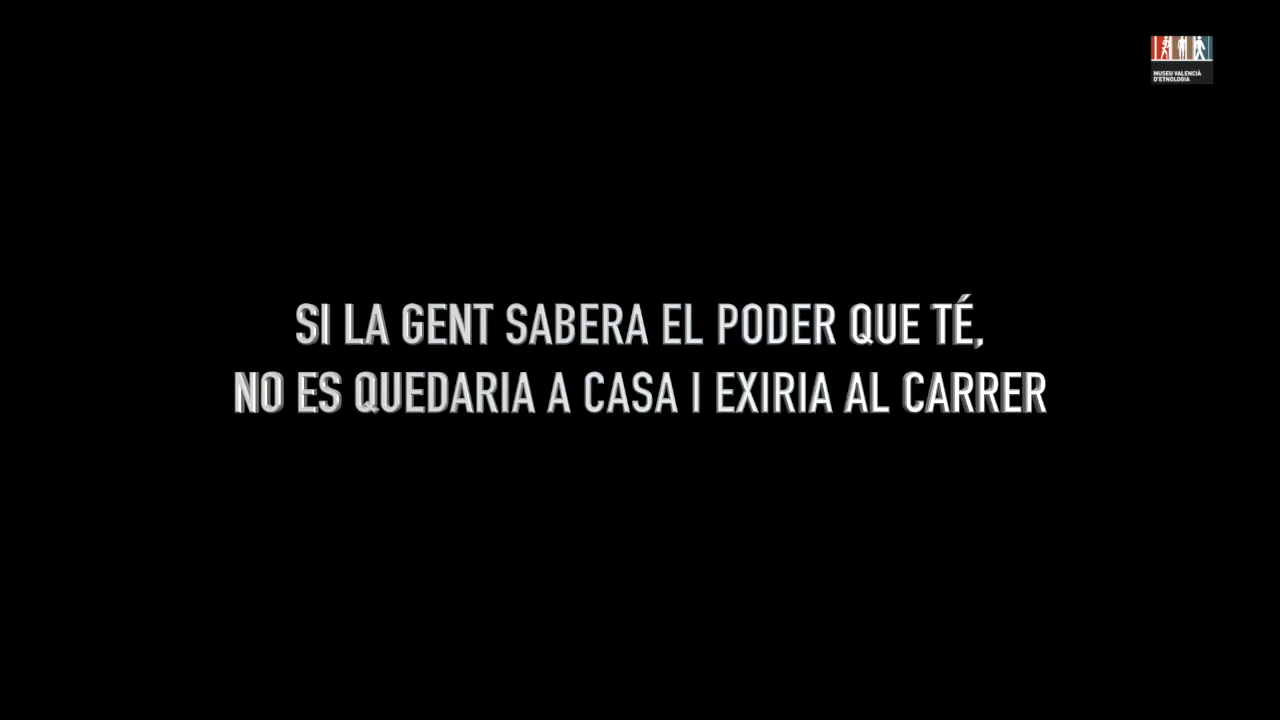 MUSEU VALENCIÀ
D'ETNOLOGIA
SI LA GENT SABERA EL PODER QUE TÉ,
NO ES QUEDARIA A CASA I EXIRIA AL CARRER